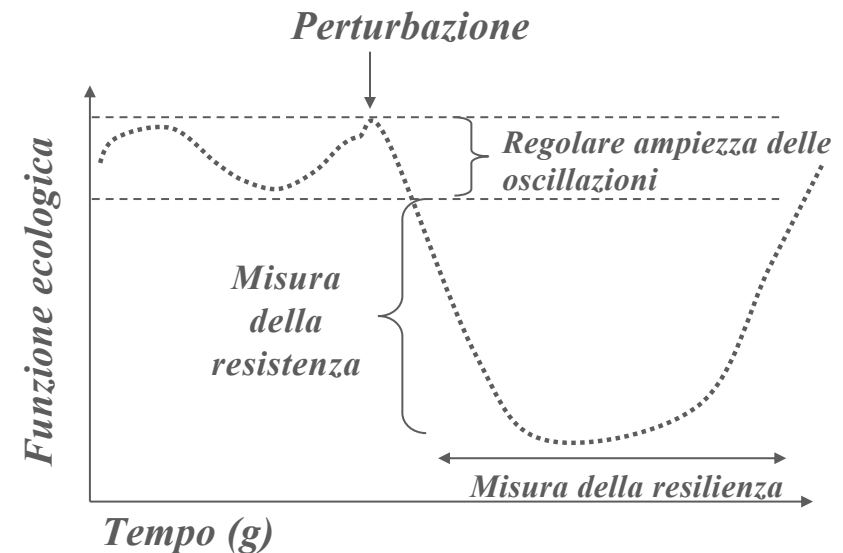 Perturbazione
Funzione ecologica
Regolare ampiezza delle
oscillazioni
Misura
della
resistenza
Misura della resilienza
Tempo (g)